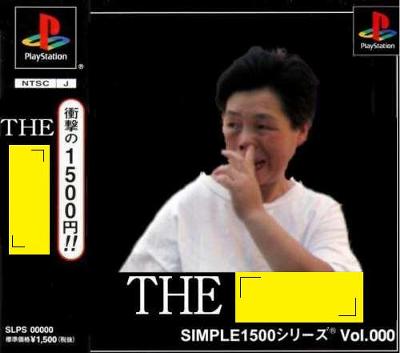 PlayStation
NTSC J
衝撃の1500円!!
THE
SLPS 00000
標準価格¥1,500(税抜)
PlayStation
THE
SIMPLE1500シリーズ® Vol.000